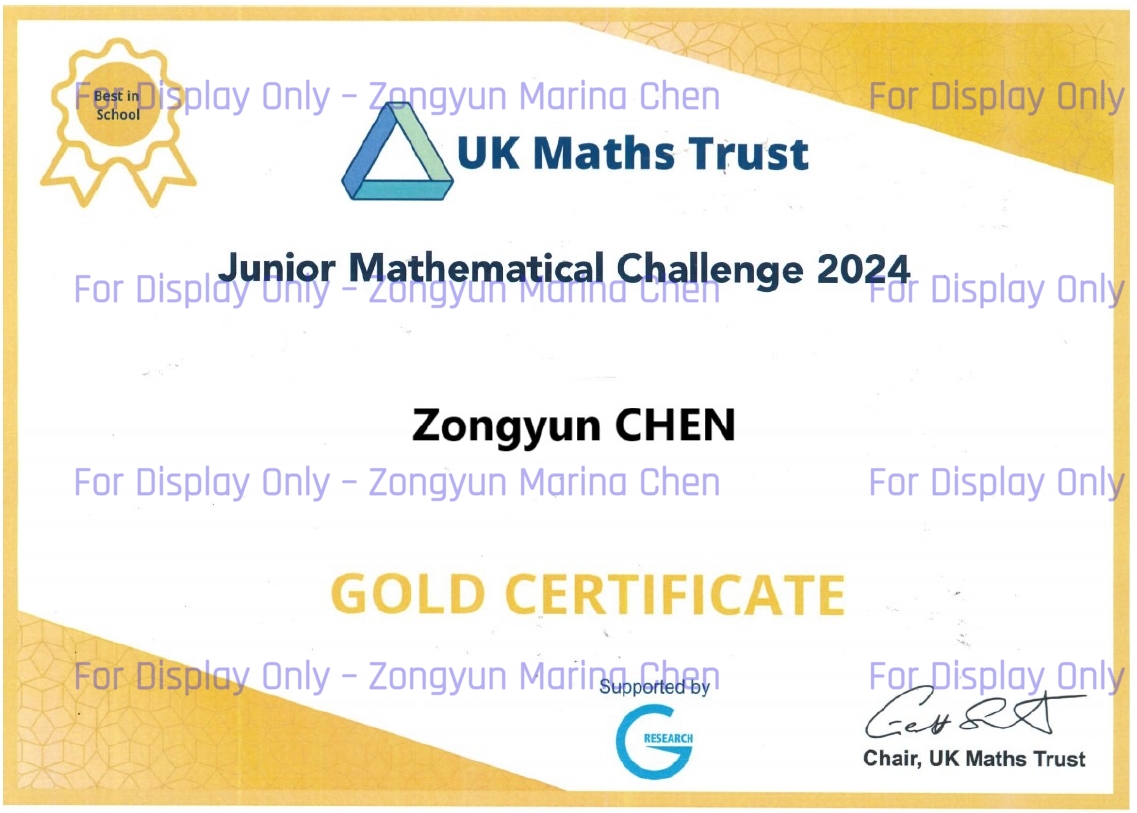 Best in
School
For Display Only – Zongyun Marina Chen For Display Only
UK Maths Trust
Junior Mathematical Challenge 2024
For Display Only – Zongyun Marina Chen For Display Only
Zongyun CHEN
For Display Only – Zongyun Marina Chen For Display Only
GOLD CERTIFICATE
For Display Only – Zongyun Marina Chen For Display Only
Supported by
G
RESEARCH
Chair, UK Maths Trust